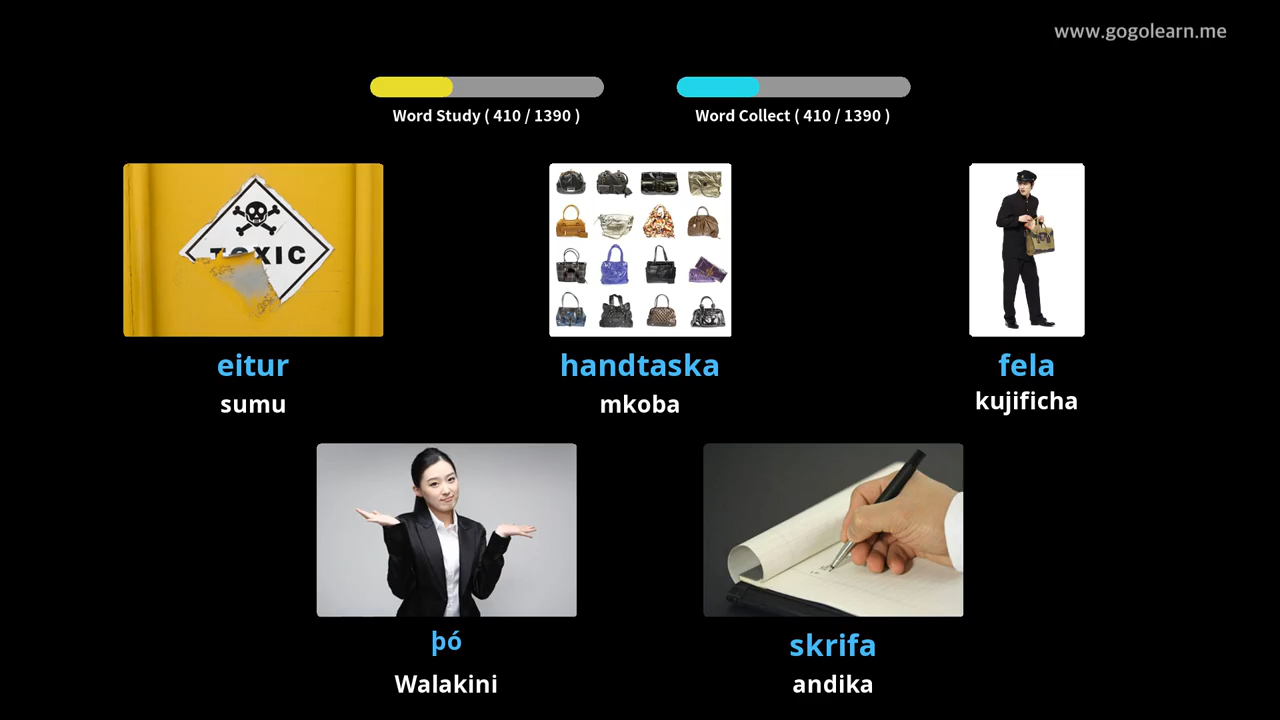 www.gogolearn.me
Word Study ( 410 / 1390 )
Word Collect ( 410 / 1390 )
TOXIC
eitur
sumu
handtaska
mkoba
fela
kujificha
þó
Walakini
skrifa
andika